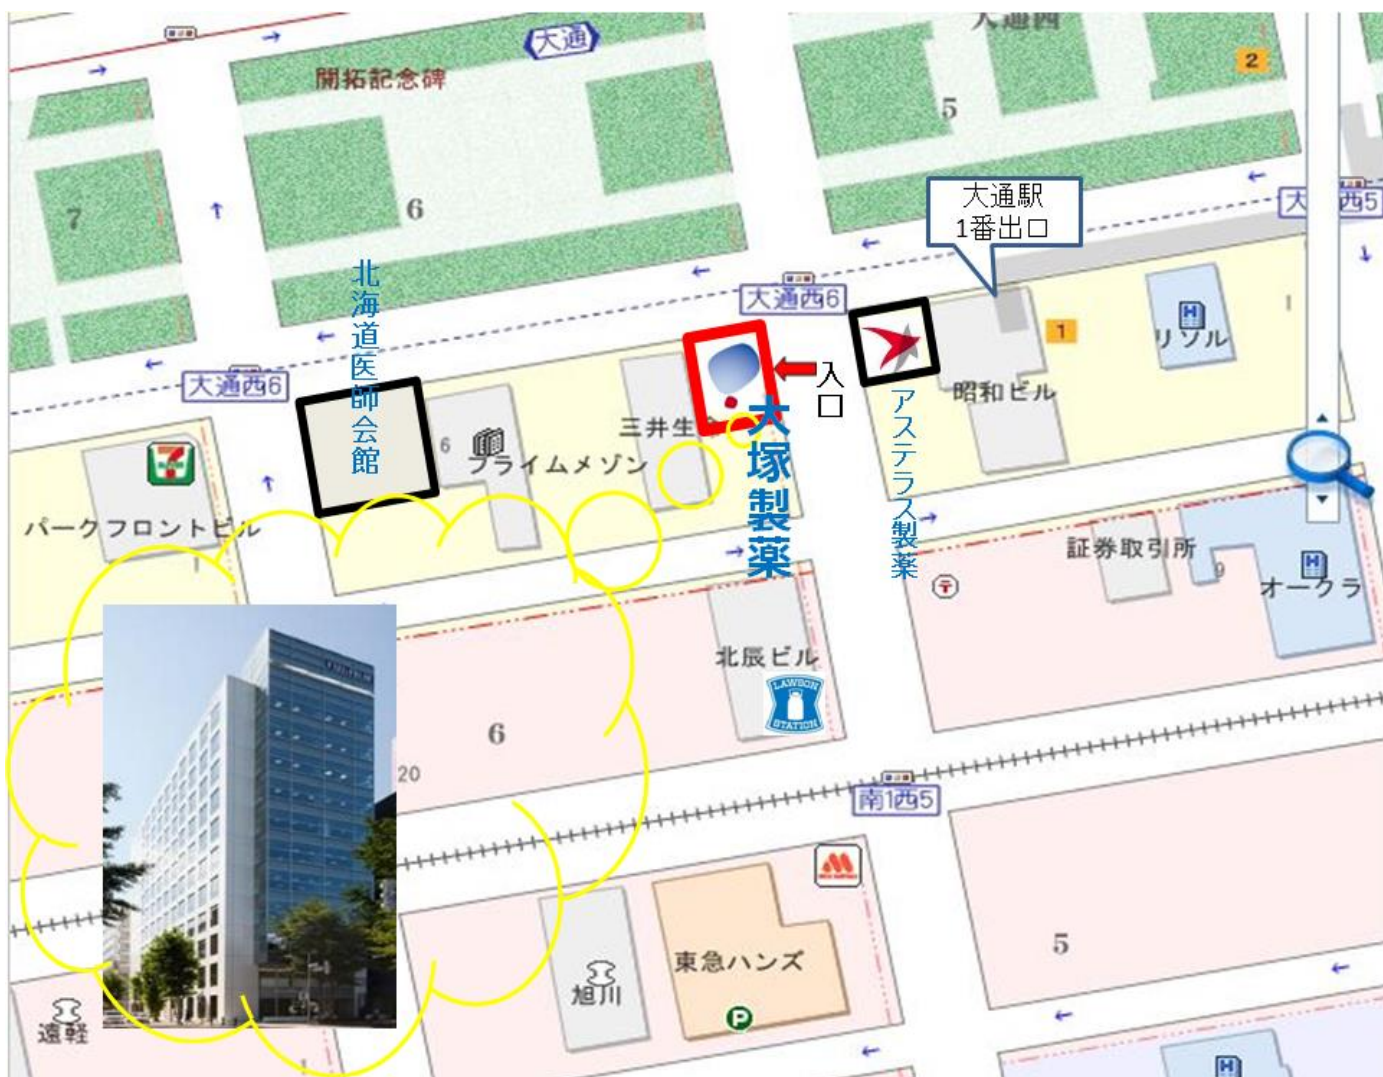 大通西
大通
2
開拓記念碑
5
大通駅
1番出口
7
6
大通西5
北海道医師会館
大通西6
リソル
1
大通西6
入口
昭和ビル
三井生
大塚製薬
アステラス製薬
6
プライムメゾン
パークフロントビル
証券取引所
9
オークラ
北辰ビル
LAWSON
STATION
6
20
南1西5
5
東急ハンズ
旭川
P
遠軽